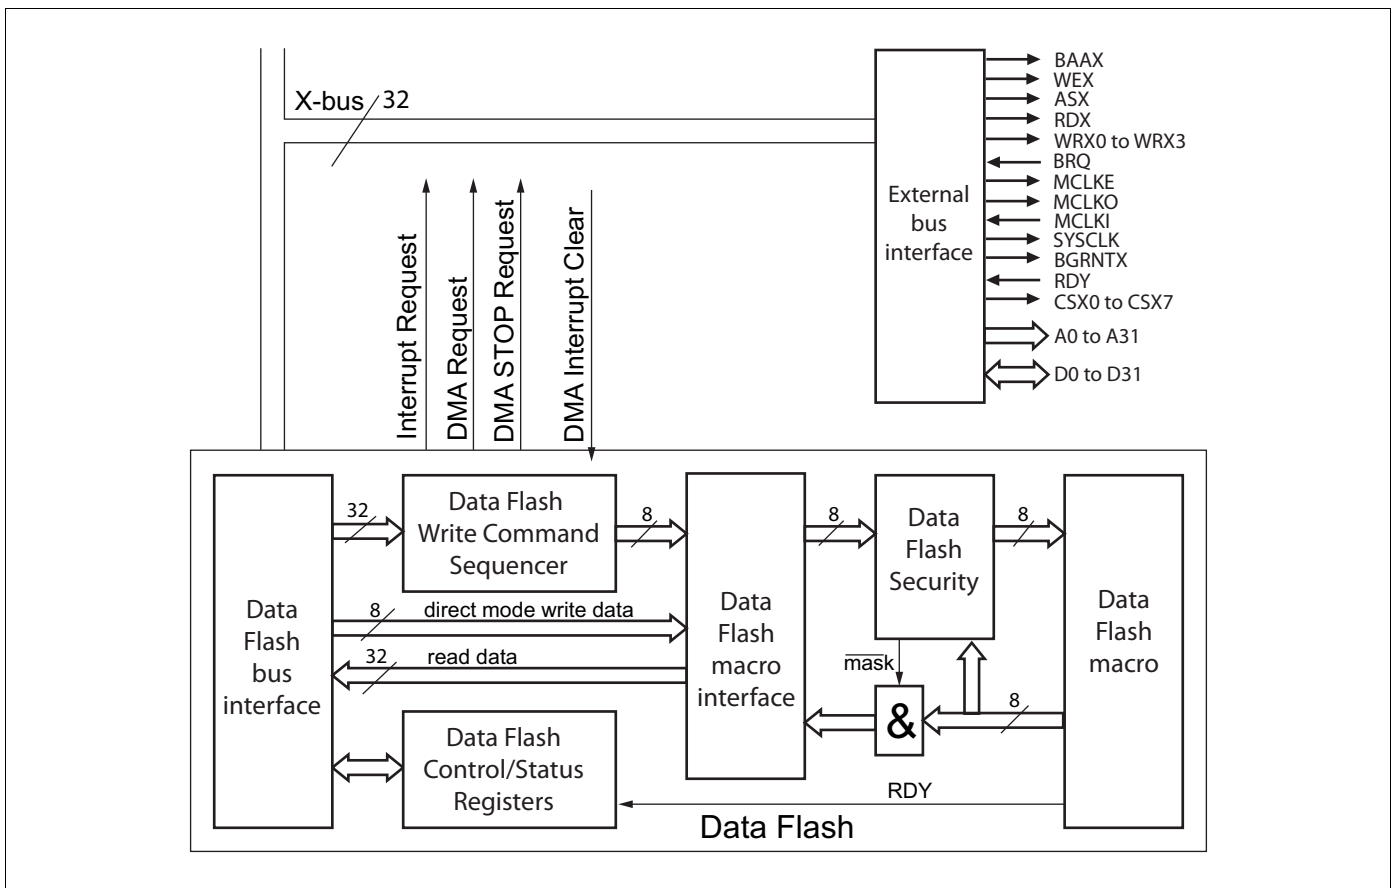 X-bus
32
BAAX
WEX
ASX
RDX
WRX0 to WRX3
BRQ
MCLKE
MCLKO
MCLKI
SYSCLK
BGRNTX
RDY
CSX0 to CSX7
A0 to A31
D0 to D31
External
bus
interface
Interrupt Request
DMA Request
DMA STOP Request
DMA Interrupt Clear
Data
Flash
bus
interface
32
Data Flash
Write Command
Sequencer
8
8
direct mode write data
32
read data
Data Flash
Control/Status
Registers
Data
Flash
macro
interface
8
Data
Flash
Security
8
mask
&
8
Data
Flash
macro
RDY
Data Flash